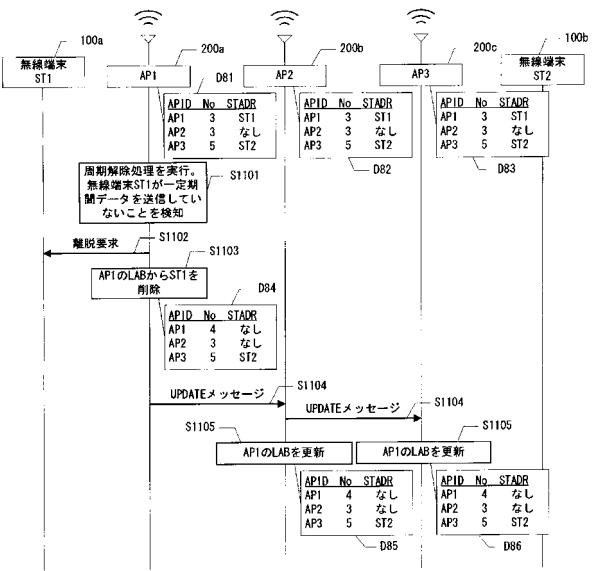 100a
200a
200b
200c
100b
無線端末
ST1
AP1
AP2
AP3
無線端末
ST2
D81
APID No STADR
AP1 3 ST1
AP2 3 なし
AP3 5 ST2
APID No STADR
AP1 3 ST1
AP2 3 なし
AP3 5 ST2
D82
APID No STADR
AP1 3 ST1
AP2 3 なし
AP3 5 ST2
D83
周期解除処理を実行。
無線端末ST1が一定期
間データを送信してい
ないことを検知
S1101
離脱要求
S1102
S1103
AP1のLABからST1を
削除
D84
APID No STADR
AP1 4 なし
AP2 3 なし
AP3 5 ST2
UPDATEメッセージ
S1104
UPDATEメッセージ
S1104
S1105
AP1のLABを更新
S1105
AP1のLABを更新
APID No STADR
AP1 4 なし
AP2 3 なし
AP3 5 ST2
D85
APID No STADR
AP1 4 なし
AP2 3 なし
AP3 5 ST2
D86